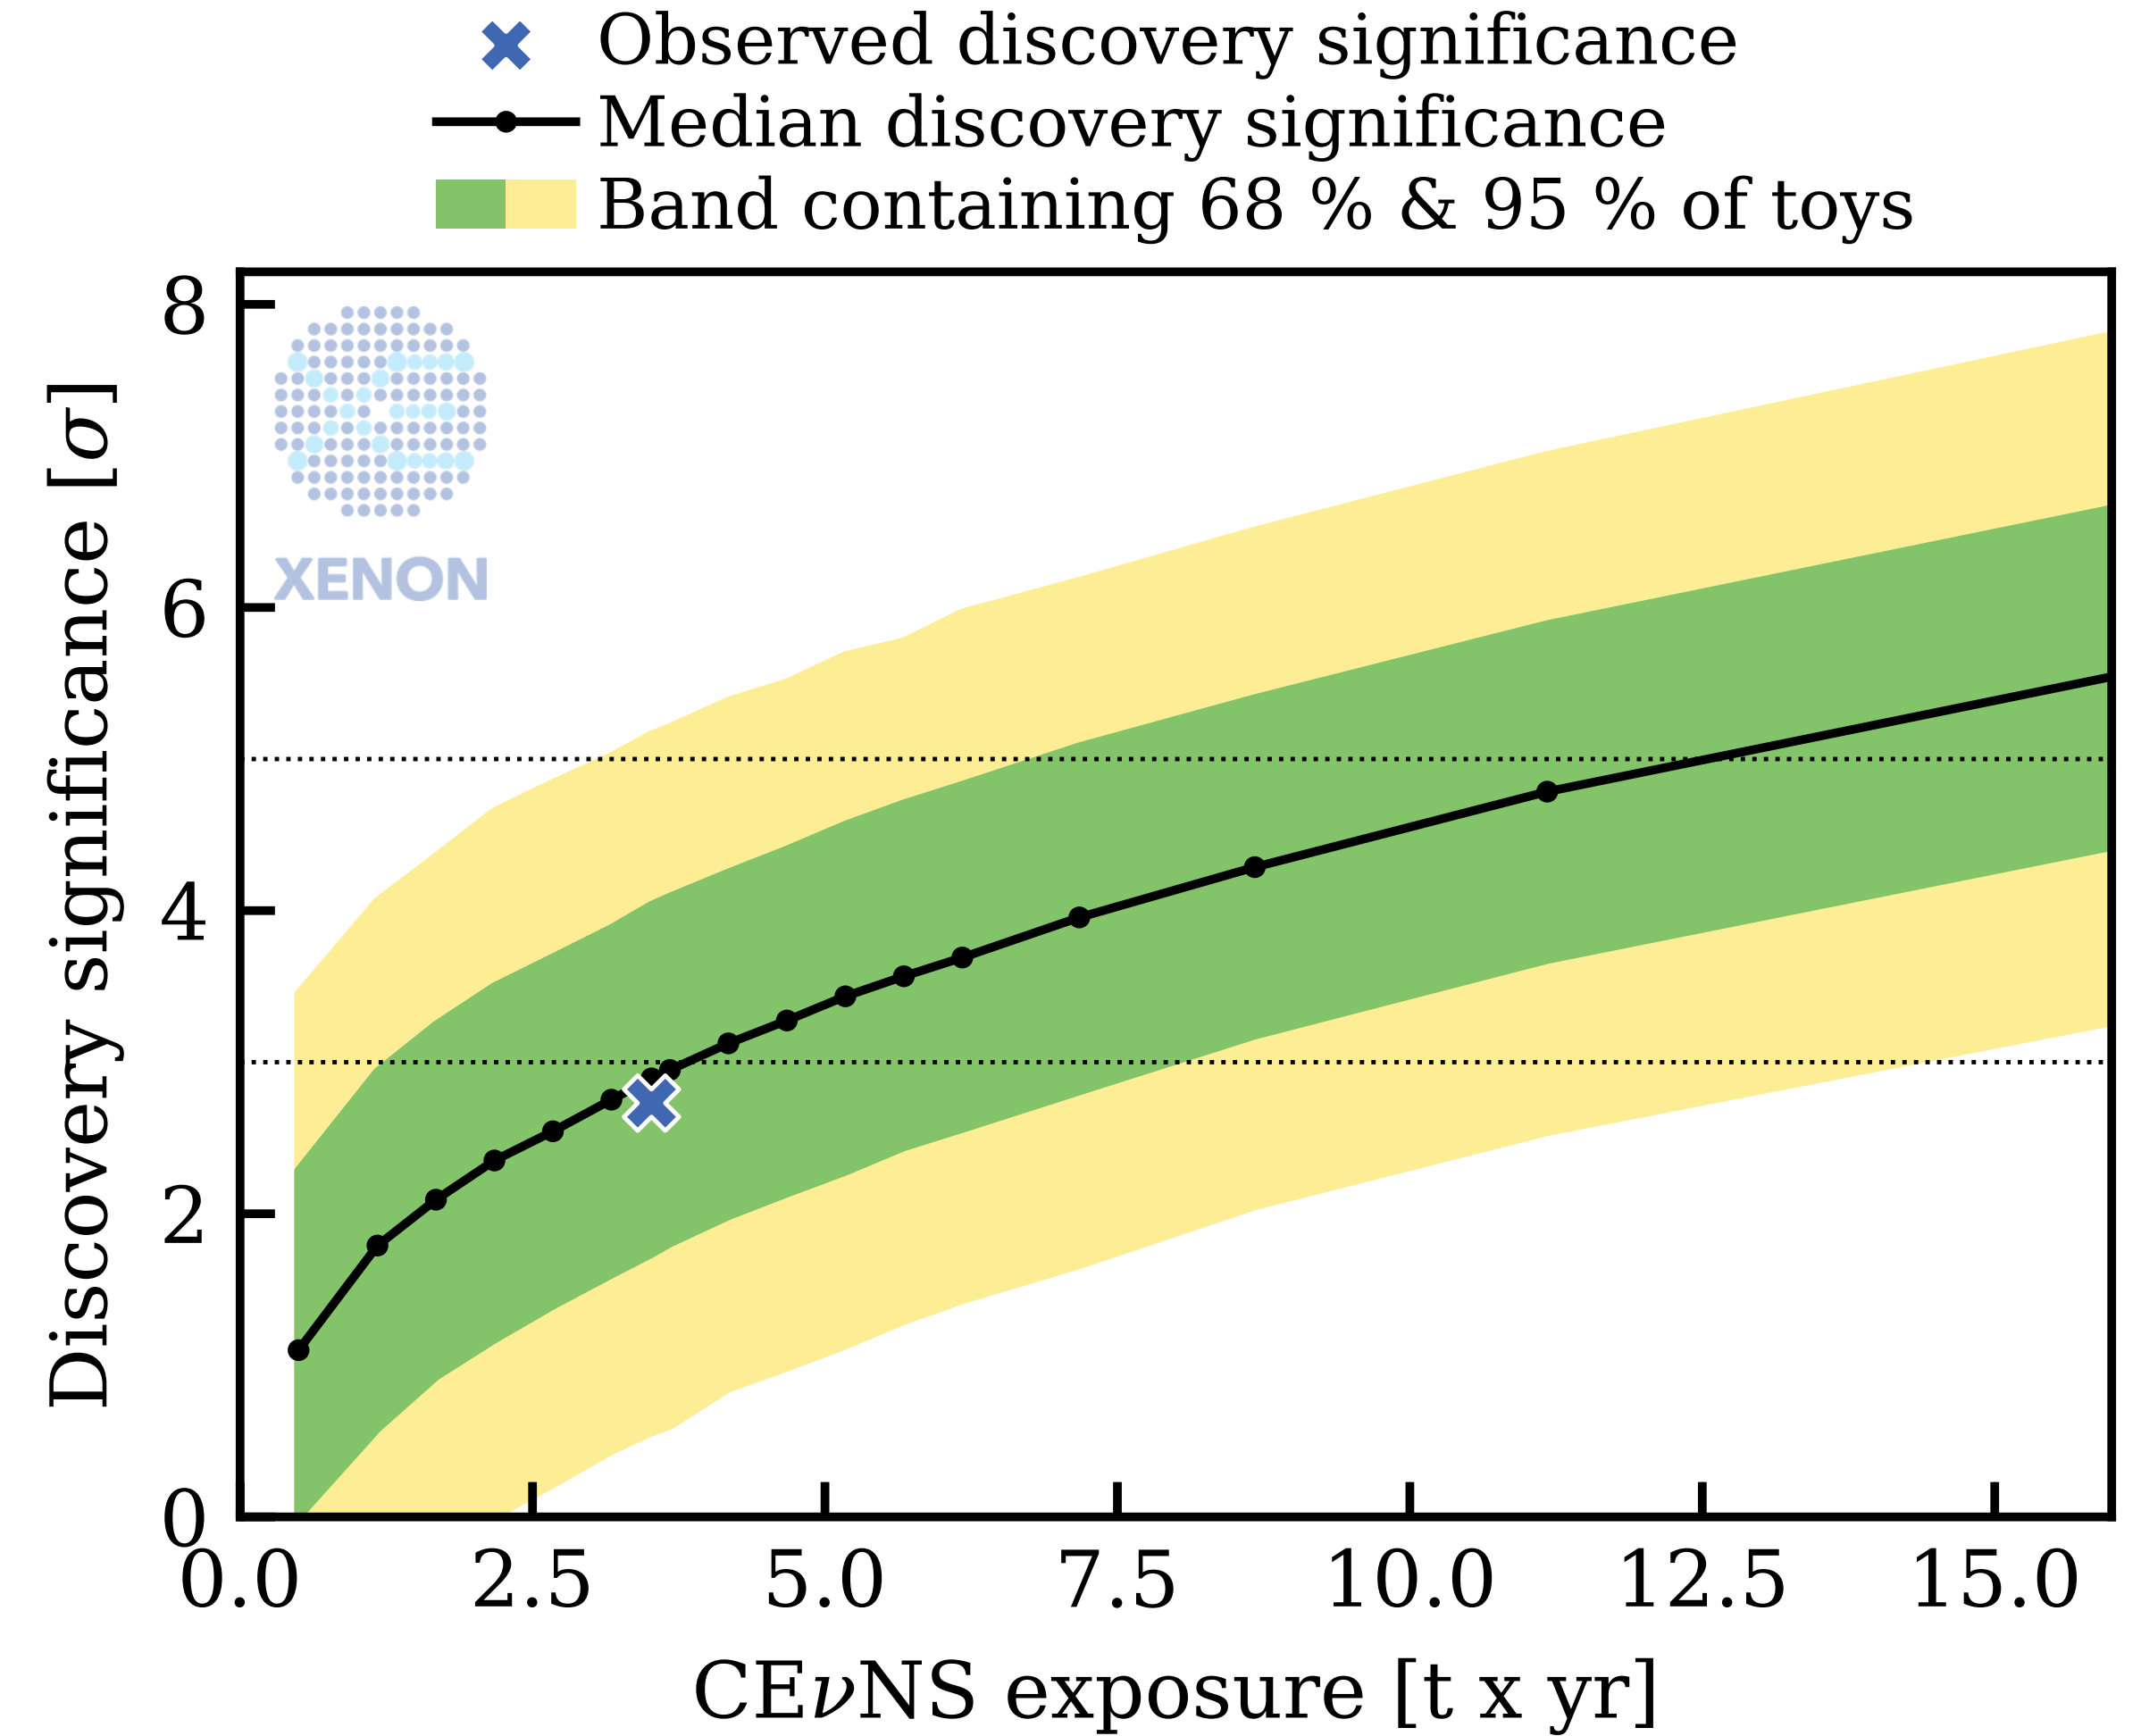 Observed discovery significance
Median discovery significance
Band containing 68 % & 95 % of toys
8
6
4
2
0
Discovery significance [σ]
XENON
0.0 2.5 5.0 7.5 10.0 12.5 15.0
CEνNS exposure [t x yr]